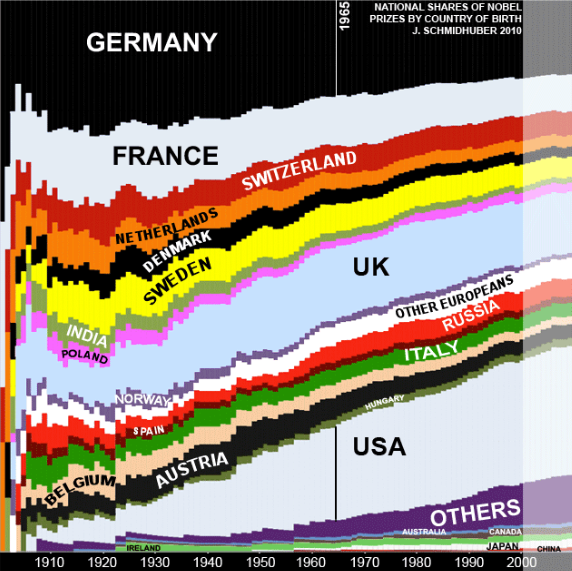 NATIONAL SHARES OF NOBEL
PRIZES BY COUNTRY OF BIRTH
J. SCHMIDHUBER 2010
1965
GERMANY
FRANCE
SWITZERLAND
NETHERLANDS
DENMARK
SWEDEN
UK
INDIA
POLAND
OTHER EUROPEANS
RUSSIA
ITALY
NORWAY
SPAIN
HUNGARY
USA
AUSTRIA
BELGIUM
OTHERS
AUSTRALIA
CANADA
IRELAND
JAPAN
CHINA
1910 1920 1930 1940 1950 1960 1970 1980 1990 2000